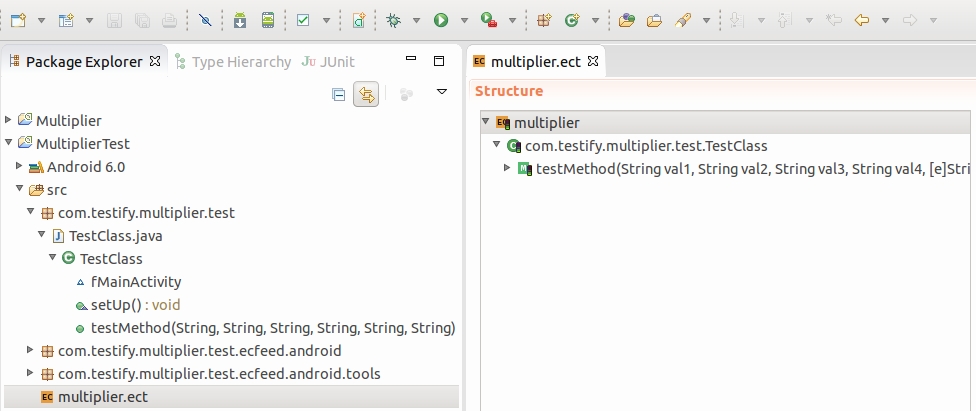 Package Explorer
Type Hierarchy
JUnit
multiplier.ect
Structure
Multiplier
MultiplierTest
Android 6.0
src
com.testify.multiplier.test
TestClass.java
TestClass
fMainActivity
setUp() : void
testMethod(String, String, String, String, String, String)
com.testify.multiplier.test.ecfeed.android
com.testify.multiplier.test.ecfeed.android.tools
EC multiplier.ect
multiplier
com.testify.multiplier.test.TestClass
testMethod(String val1, String val2, String val3, String val4, [e]Stri